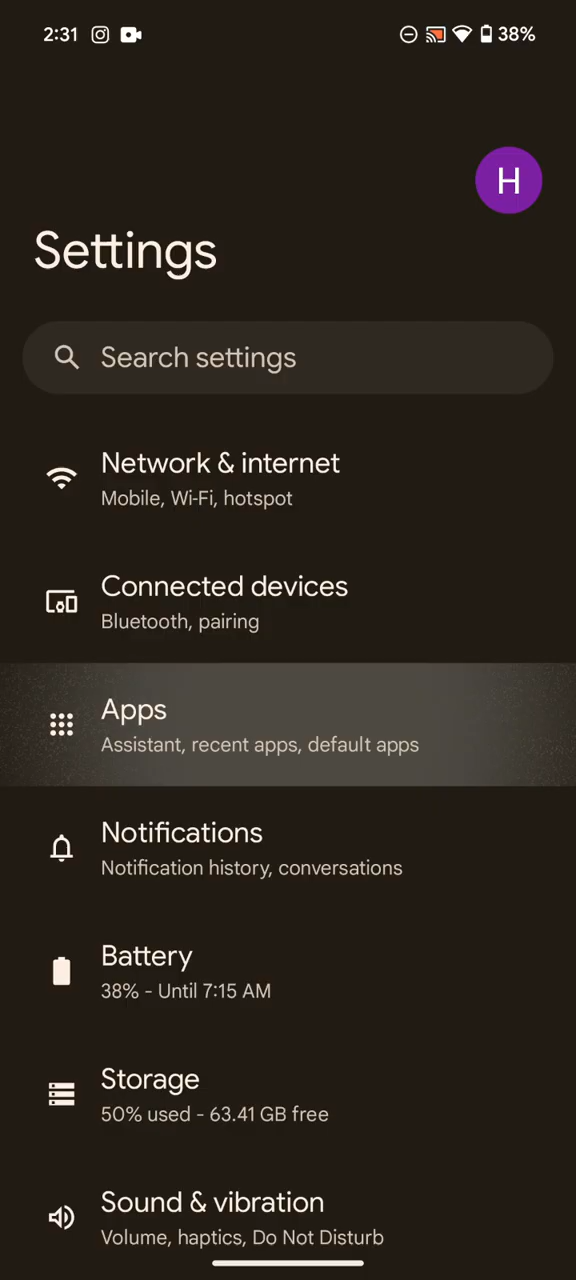 2:31
38%
H
Settings
Search settings
Network & internet
Mobile, Wi-Fi, hotspot
Connected devices
Bluetooth, pairing
Apps
Assistant, recent apps, default apps
Notifications
Notification history, conversations
Battery
38% - Until 7:15 AM
Storage
50% used - 63.41 GB free
Sound & vibration
Volume, haptics, Do Not Disturb